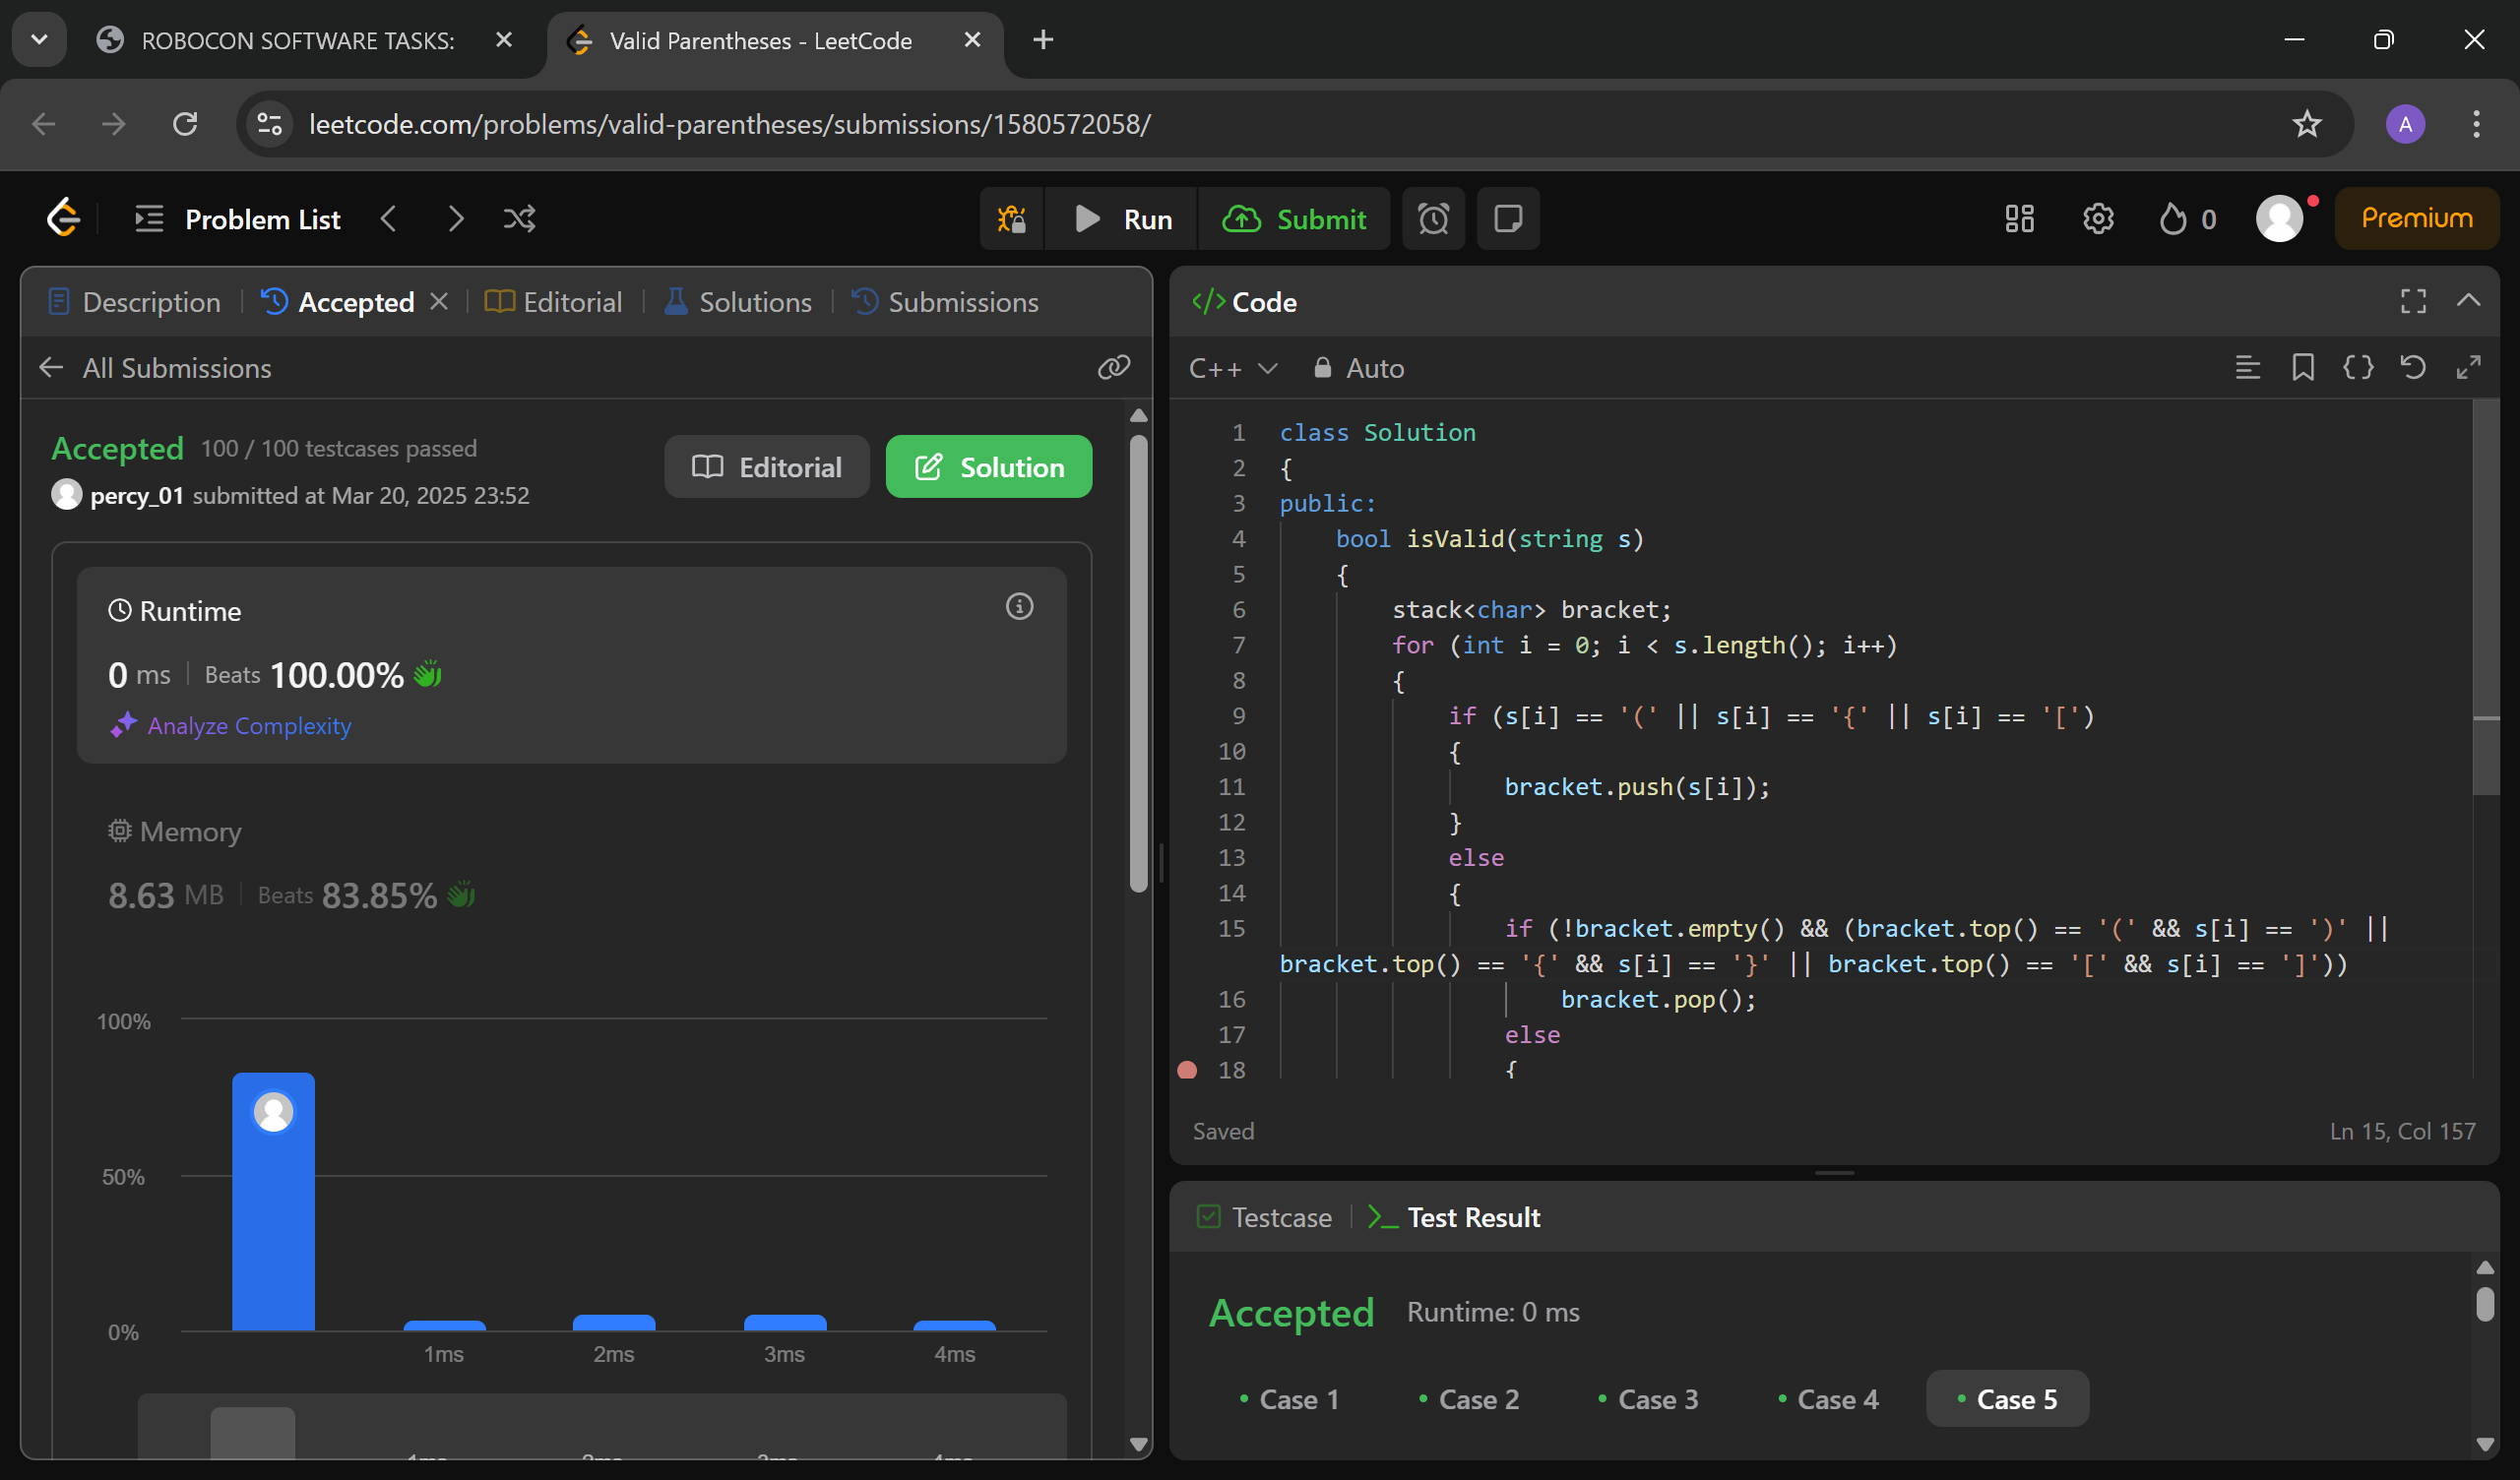 ROBOCON SOFTWARE TASKS:
Valid Parentheses - LeetCode
leetcode.com/problems/valid-parentheses/submissions/1580572058/
A
Problem List
Run
Submit
0
Premium
Description
Accepted
Editorial
Solutions
Submissions
All Submissions
Accepted 100 / 100 testcases passed
percy_01 submitted at Mar 20, 2025 23:52
Editorial
Solution
Runtime
0 ms Beats 100.00%
Analyze Complexity
Memory
8.63 MB Beats 83.85%
100%
50%
0%
1ms 2ms 3ms 4ms
1ms 2ms 3ms 4ms
</> Code
C++ Auto
1 class Solution
2 {
3 public:
4 bool isValid(string s)
5 {
6 stack<char> bracket;
7 for (int i = 0; i < s.length(); i++)
8 {
9 if (s[i] == '(' || s[i] == '{' || s[i] == '[')
10 {
11 bracket.push(s[i]);
12 }
13 else
14 {
15 if (!bracket.empty() && (bracket.top() == '(' && s[i] == ')' ||
bracket.top() == '{' && s[i] == '}' || bracket.top() == '[' && s[i] == ']'))
16 bracket.pop();
17 else
18 {
Saved
Ln 15, Col 157
Testcase
Test Result
Accepted Runtime: 0 ms
Case 1
Case 2
Case 3
Case 4
Case 5